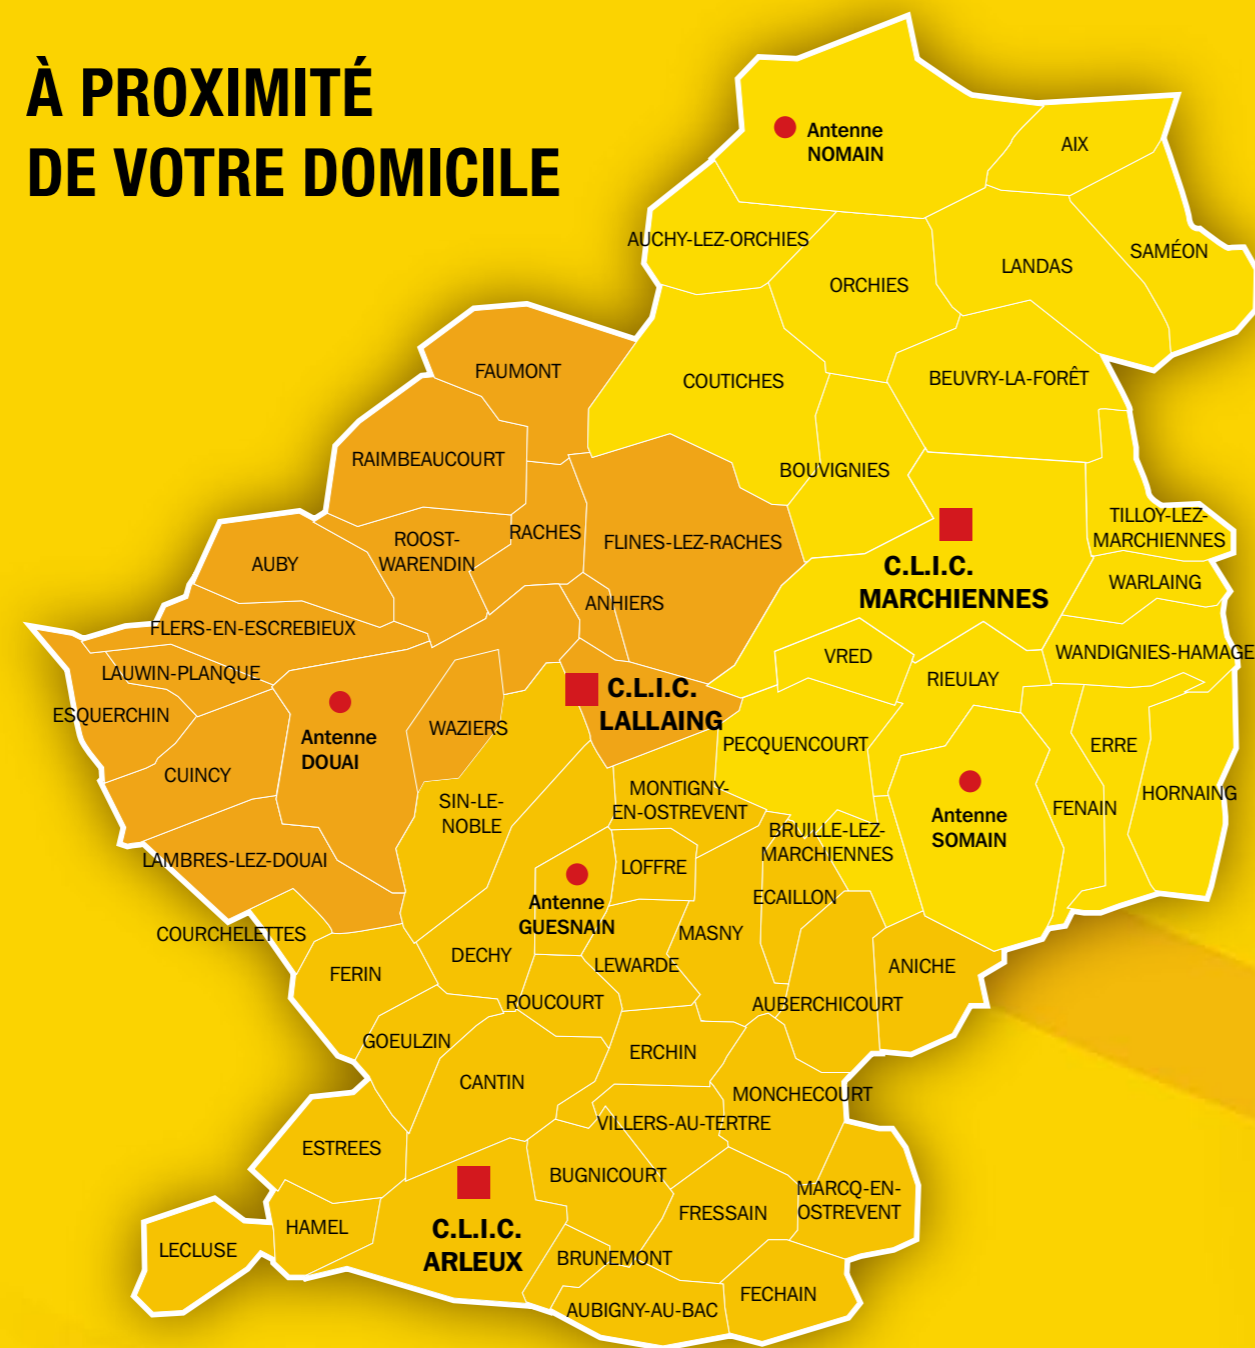 À PROXIMITÉ
DE VOTRE DOMICILE
Antenne
NOMAIN
AIX
AUCHY-LEZ-ORCHIES
ORCHIES
LANDAS
SAMÉON
FAUMONT
COUTICHES
BEUVRY-LA-FORÊT
RAIMBEAUCOURT
BOUVIGNIES
AUBY
ROOST-
WARENDIN
RACHES
FLINES-LEZ-RACHES
C.L.I.C.
MARCHIENNES
TILLOY-LEZ-
MARCHIENNES
WARLAING
ANHIERS
FLERS-EN-ESCREBIEUX
LAUWIN-PLANQUE
VRED
RIEULAY
WANDIGNIES-HAMAGE
ESQUERCHIN
Antenne
DOUAI
WAZIERS
C.L.I.C.
LALLAING
PECQUENCOURT
ERRE
CUINCY
SIN-LE-
NOBLE
MONTIGNY-
EN-OSTREVENT
BRUILLE-LEZ-
MARCHIENNES
Antenne
SOMAIN
FENAIN
HORNAING
LAMBRES-LEZ-DOUAI
LOFFRE
ECAILLON
Antenne
GUESNAIN
COURCHELETTES
MASNY
DECHY
LEWARDE
ANICHE
FERIN
ROUCOURT
AUBERCHICOURT
GOEULZIN
ERCHIN
CANTIN
MONCHECOURT
VILLERS-AU-TERTRE
ESTREES
BUGNICOURT
MARCQ-EN-
OSTREVENT
FRESSAIN
HAMEL
C.L.I.C.
ARLEUX
LECLUSE
BRUNEMONT
FECHAIN
AUBIGNY-AU-BAC